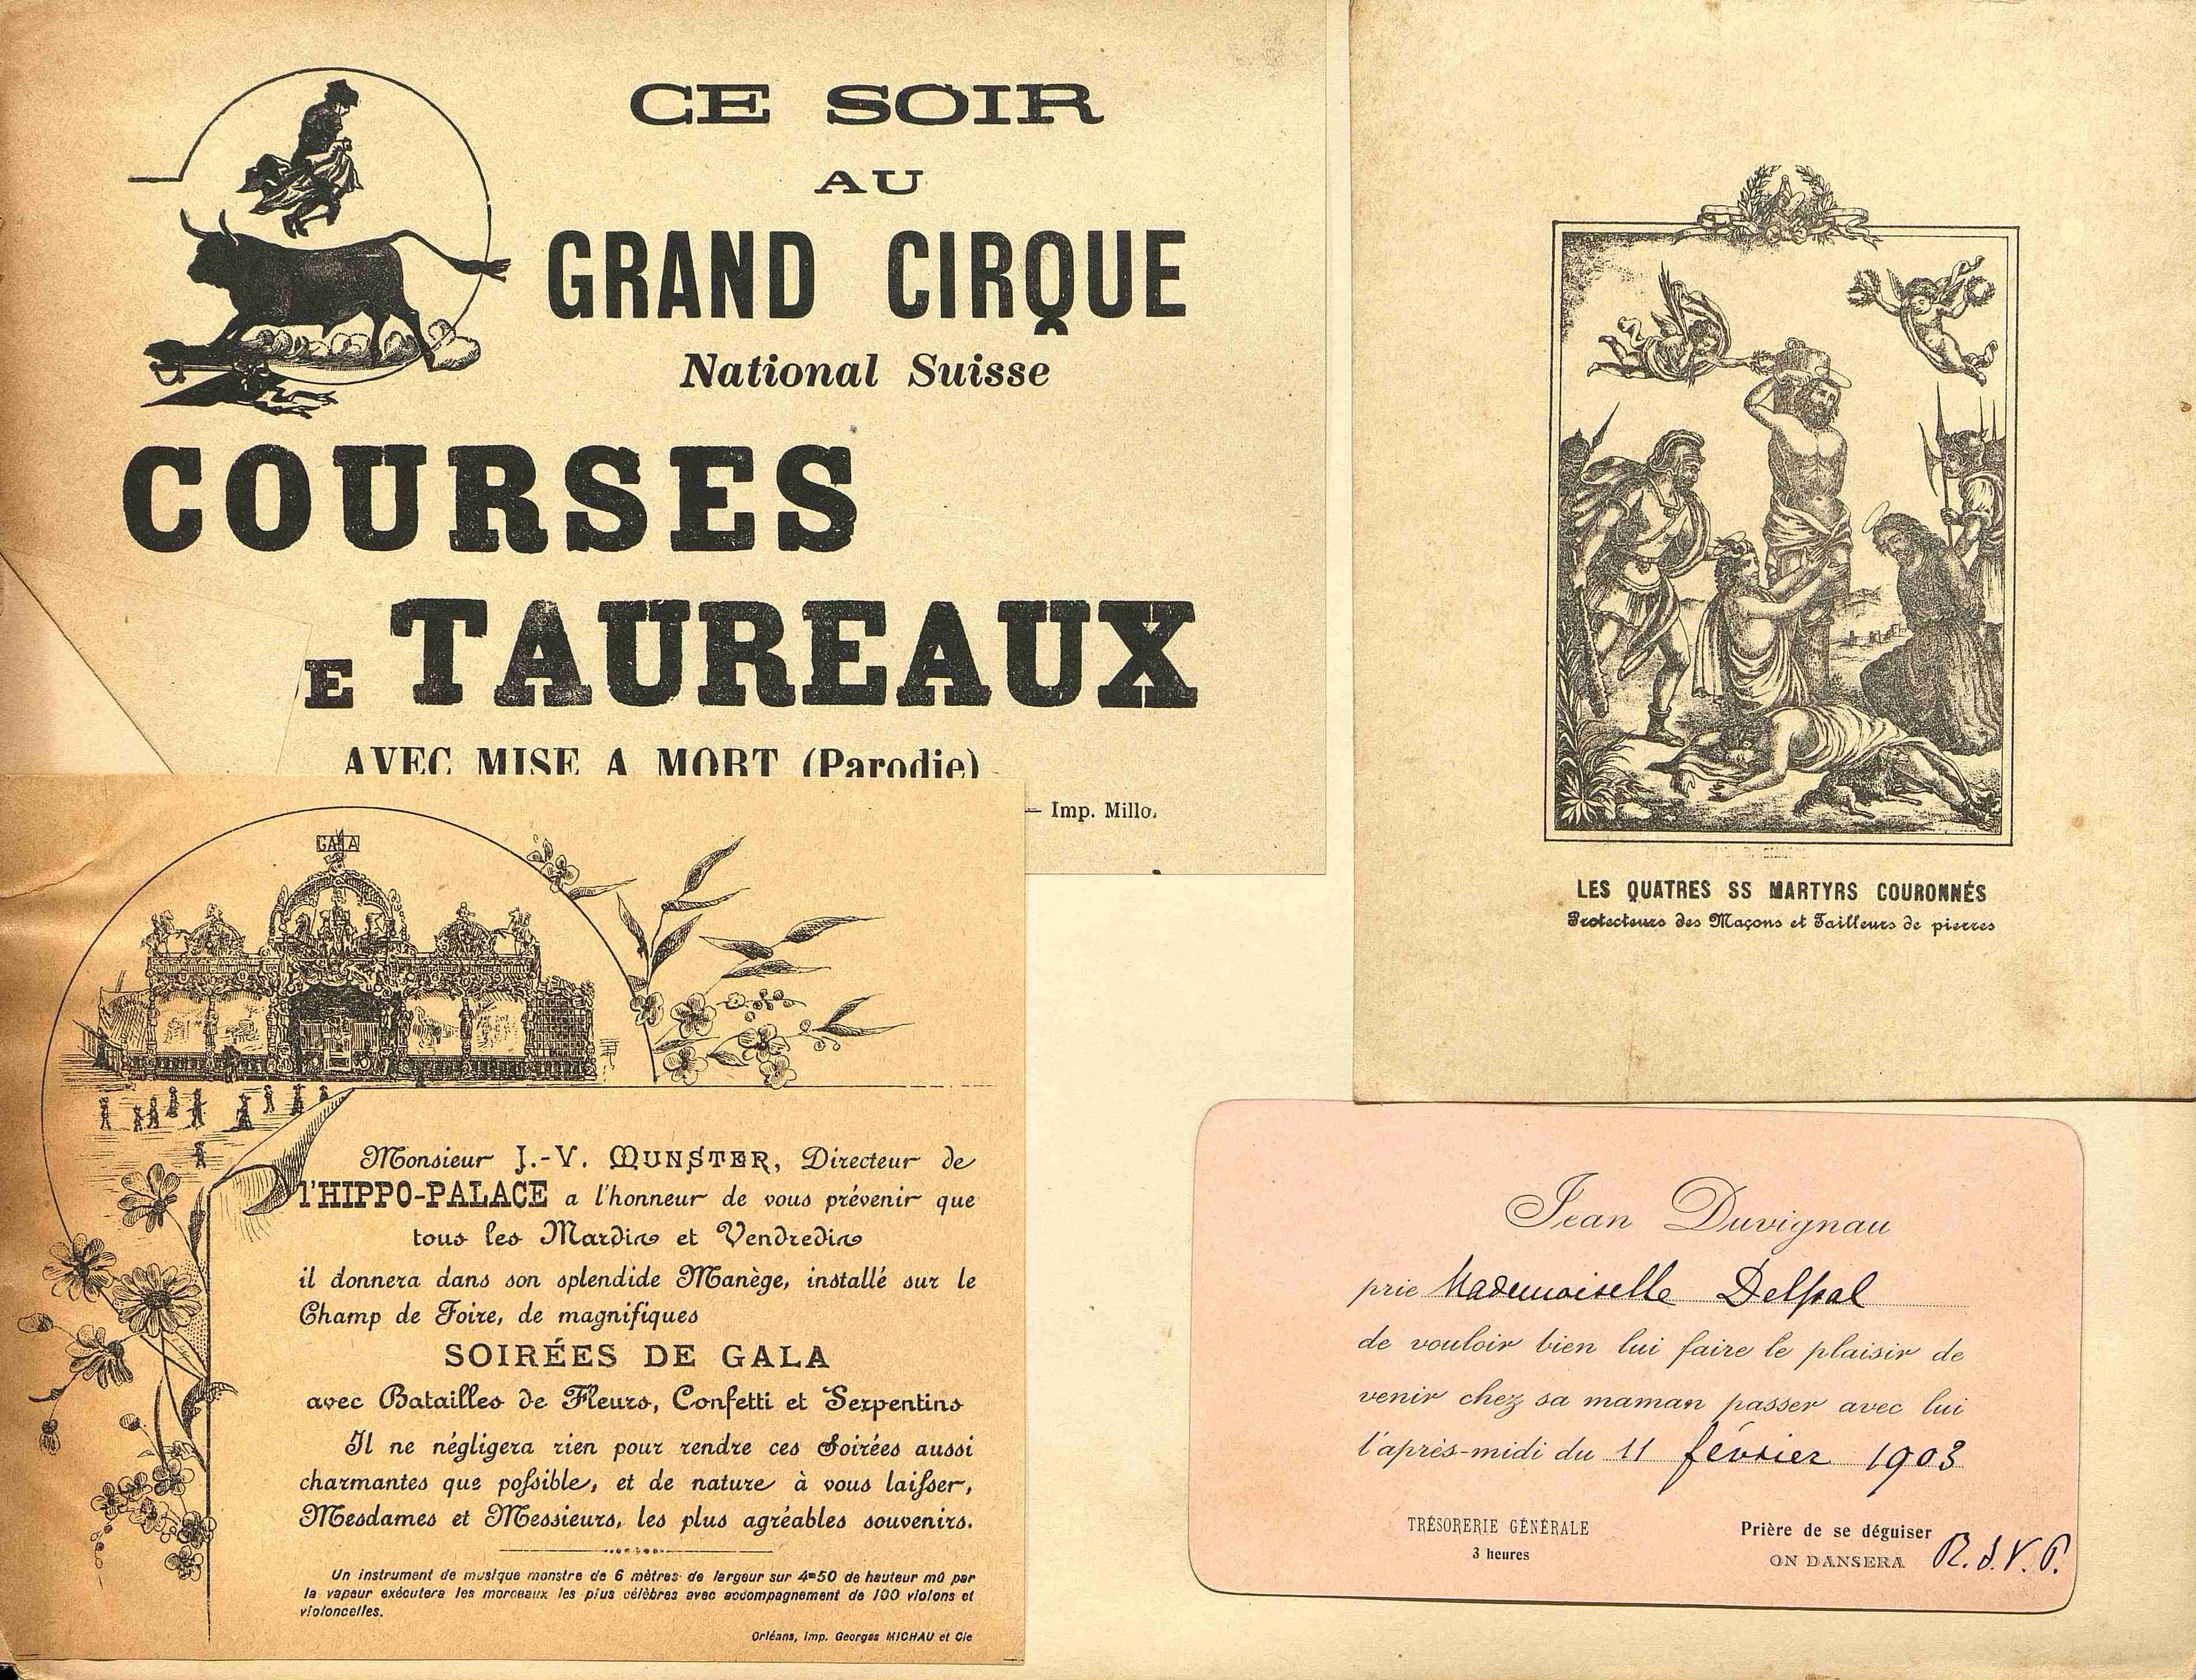 CE SOIR
AU
GRAND CIRQUE
National Suisse
COURSES
E TAUREAUX
AVEC MISE A MORT (Parodie)
— Imp. Millo.
GALA
Monsieur J.-V. MUNSTER, Directeur de
l'HIPPO-PALACE a l'honneur de vous prévenir que
tous les Mardis et Vendredis
il donnera dans son splendide Manège, installé sur le
Champ de Foire, de magnifiques
SOIRÉES DE GALA
avec Batailles de Fleurs, Confetti et Serpentins
Il ne négligera rien pour rendre ces Soirées aussi
charmantes que possible, et de nature à vous laisser,
Mesdames et Messieurs, les plus agréables souvenirs.
Un instrument de musique monstre de 6 mètres de largeur sur 4m50 de hauteur mû par
la vapeur exécutera les morceaux les plus célèbres avec accompagnement de 100 violons et
violoncelles.
Orléans, imp. Georges MICHAU et Cie
LES QUATRES SS MARTYRS COURONNÉS
Protecteurs des Maçons et Tailleurs de pierres
Jean Duvignau
prie Mademoiselle Delpal
de vouloir bien lui faire le plaisir de
venir chez sa maman passer avec lui
l'après-midi du 11 février 1903
TRÉSORERIE GÉNÉRALE
3 heures
Prière de se déguiser
ON DANSERA
R.S.V.P.